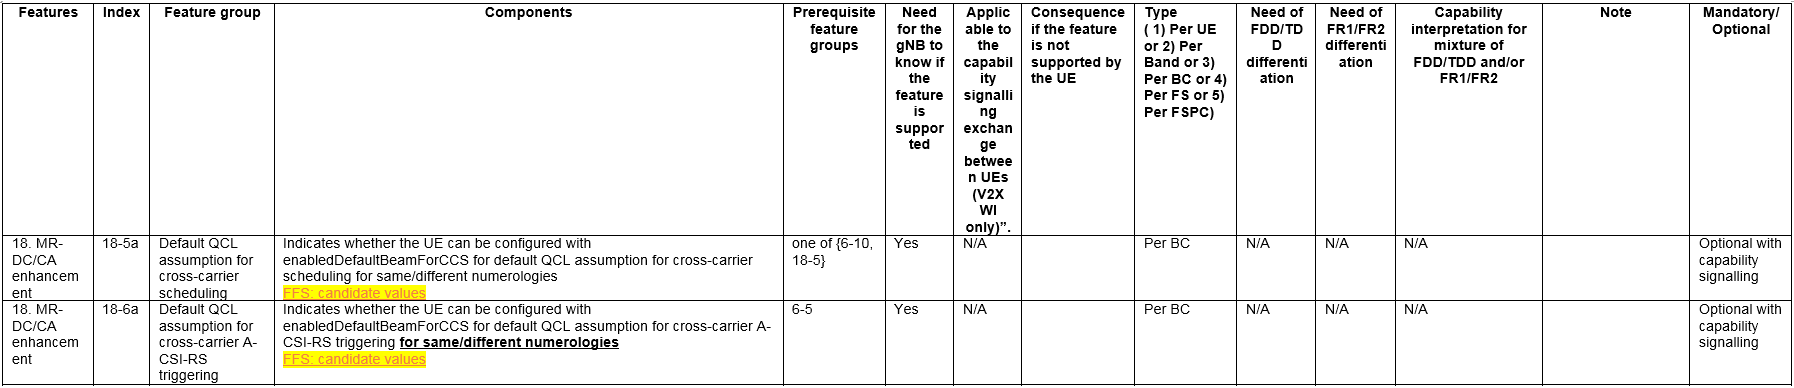 Features
Index
Feature group
Components
Prerequisite
feature
groups
Need
for the
gNB to
know if
the
feature
is
suppor
ted
Applic
able to
the
capabil
ity
signalli
ng
exchan
ge
betwee
n UEs
(V2X
WI
only)”.
Consequence
if the feature
is not
supported by
the UE
Type
( 1) Per UE
or 2) Per
Band or 3)
Per BC or 4)
Per FS or 5)
Per FSPC)
Need of
FDD/TD
D
differenti
ation
Need of
FR1/FR2
differenti
ation
Capability
interpretation for
mixture of
FDD/TDD and/or
FR1/FR2
Note
Mandatory/
Optional
18. MR-
DC/CA
enhancem
ent
18-5a
Default QCL
assumption for
cross-carrier
scheduling
Indicates whether the UE can be configured with
enabledDefaultBeamForCCS for default QCL assumption for cross-carrier
scheduling for same/different numerologies
FFS: candidate values
one of {6-10,
18-5}
Yes
N/A
Per BC
N/A
N/A
N/A
Optional with
capability
signalling
18. MR-
DC/CA
enhancem
ent
18-6a
Default QCL
assumption for
cross-carrier A-
CSI-RS
triggering
Indicates whether the UE can be configured with
enabledDefaultBeamForCCS for default QCL assumption for cross-carrier A-
CSI-RS triggering for same/different numerologies
FFS: candidate values
6-5
Yes
N/A
Per BC
N/A
N/A
N/A
Optional with
capability
signalling